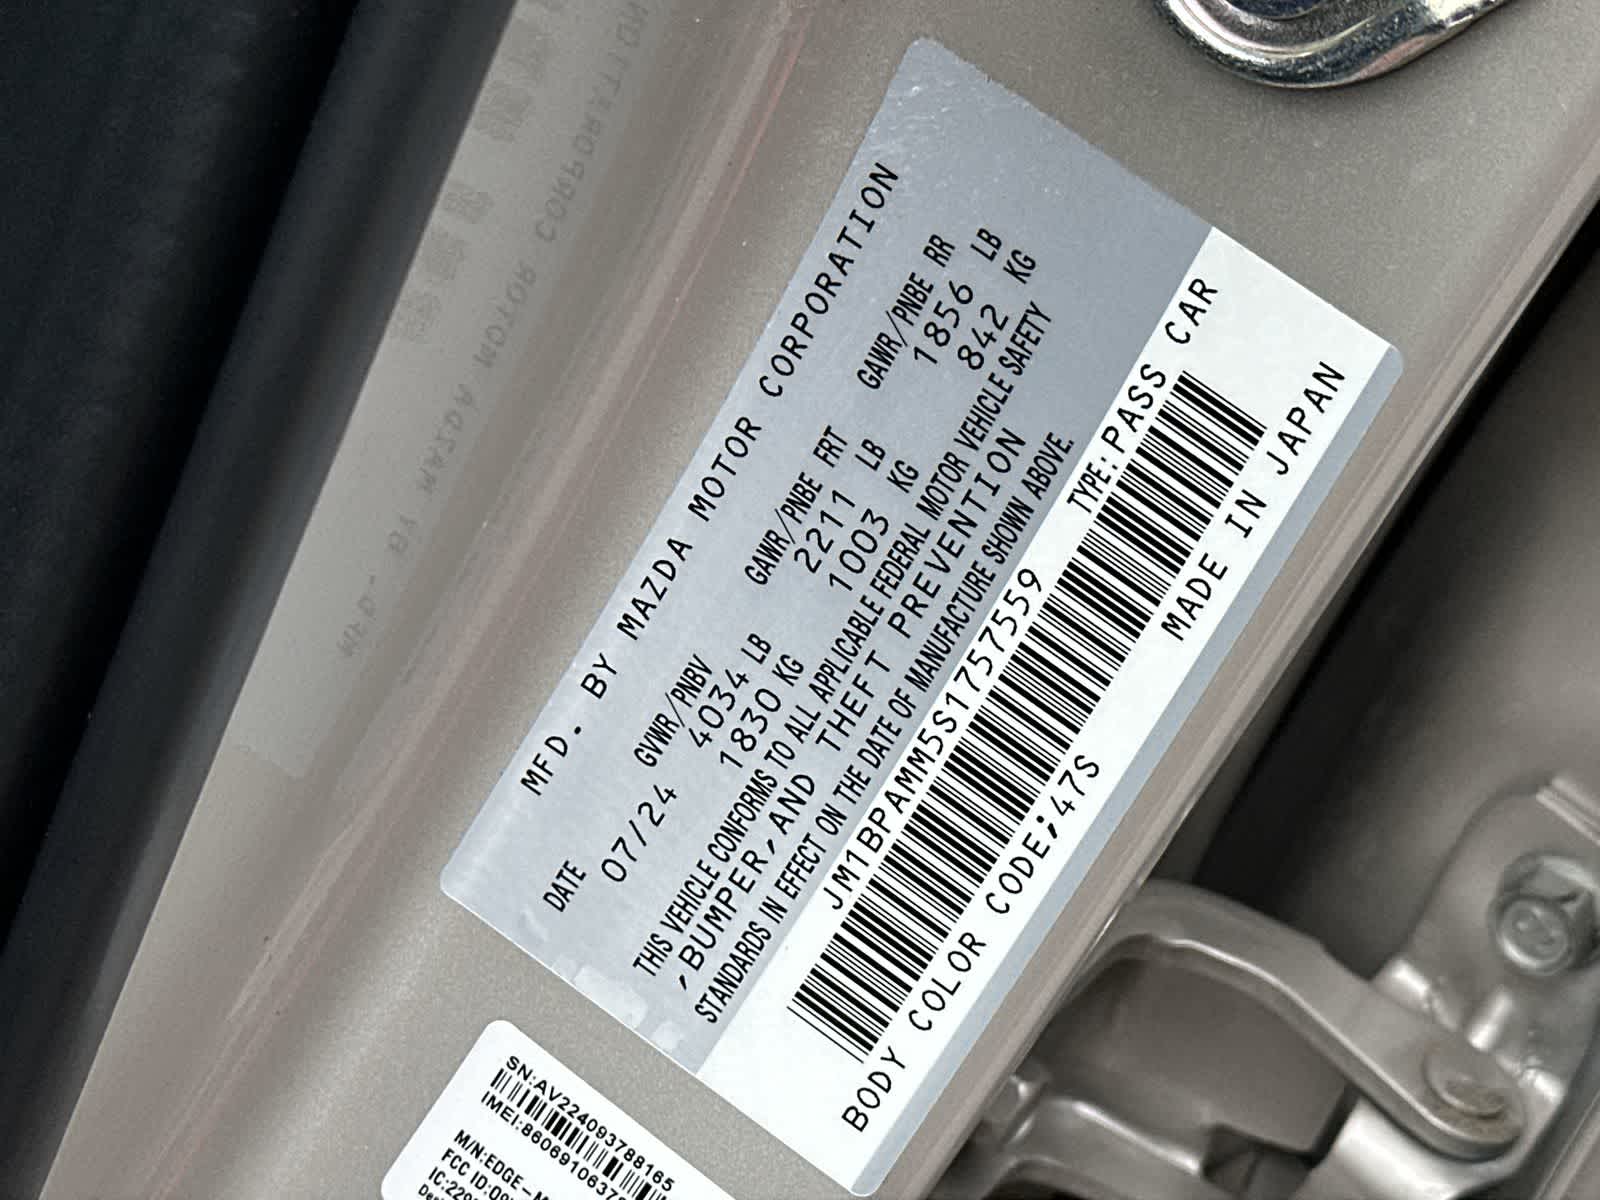 MFD. BY MAZDA MOTOR CORPORATION
DATE GVWR/PNBV GAWR/PNBE FRT GAWR/PNBE RR
07/24 4034 LB 2211 LB 1856 LB
1830 KG 1003 KG 842 KG
THIS VEHICLE CONFORMS TO ALL APPLICABLE FEDERAL MOTOR VEHICLE SAFETY
,BUMPER,AND THEFT PREVENTION
STANDARDS IN EFFECT ON THE DATE OF MANUFACTURE SHOWN ABOVE.
JM1BPAMM5S1757559 TYPE:PASS CAR
BODY COLOR CODE;47S MADE IN JAPAN
SN:AV224093788165
IMEI:860691063
M/N:EDGE-M
FCC ID:
IC: